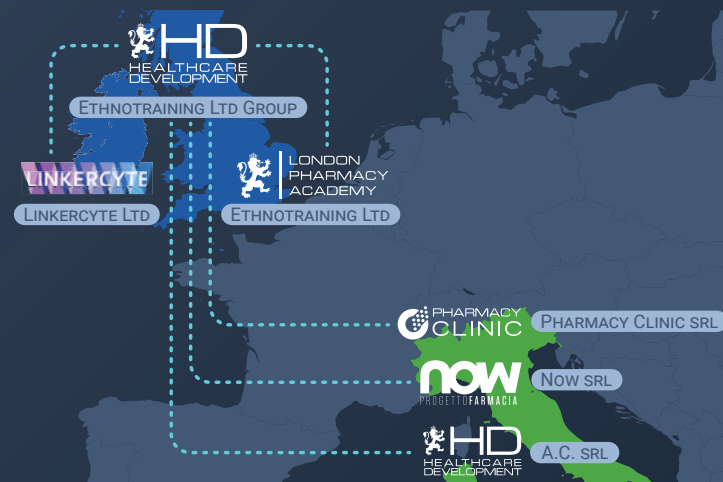 HD
HEALTHCARE
DEVELOPMENT
ETHNOTRAINING LTD GROUP
LINKERCYTE
LINKERCYTE LTD
LONDON
PHARMACY
ACADEMY
ETHNOTRAINING LTD
PHARMACY
CLINIC
PHARMACY CLINIC SRL
now
PROGETTOFARMACIA
NOW SRL
HD
HEALTHCARE
DEVELOPMENT
A.C. SRL